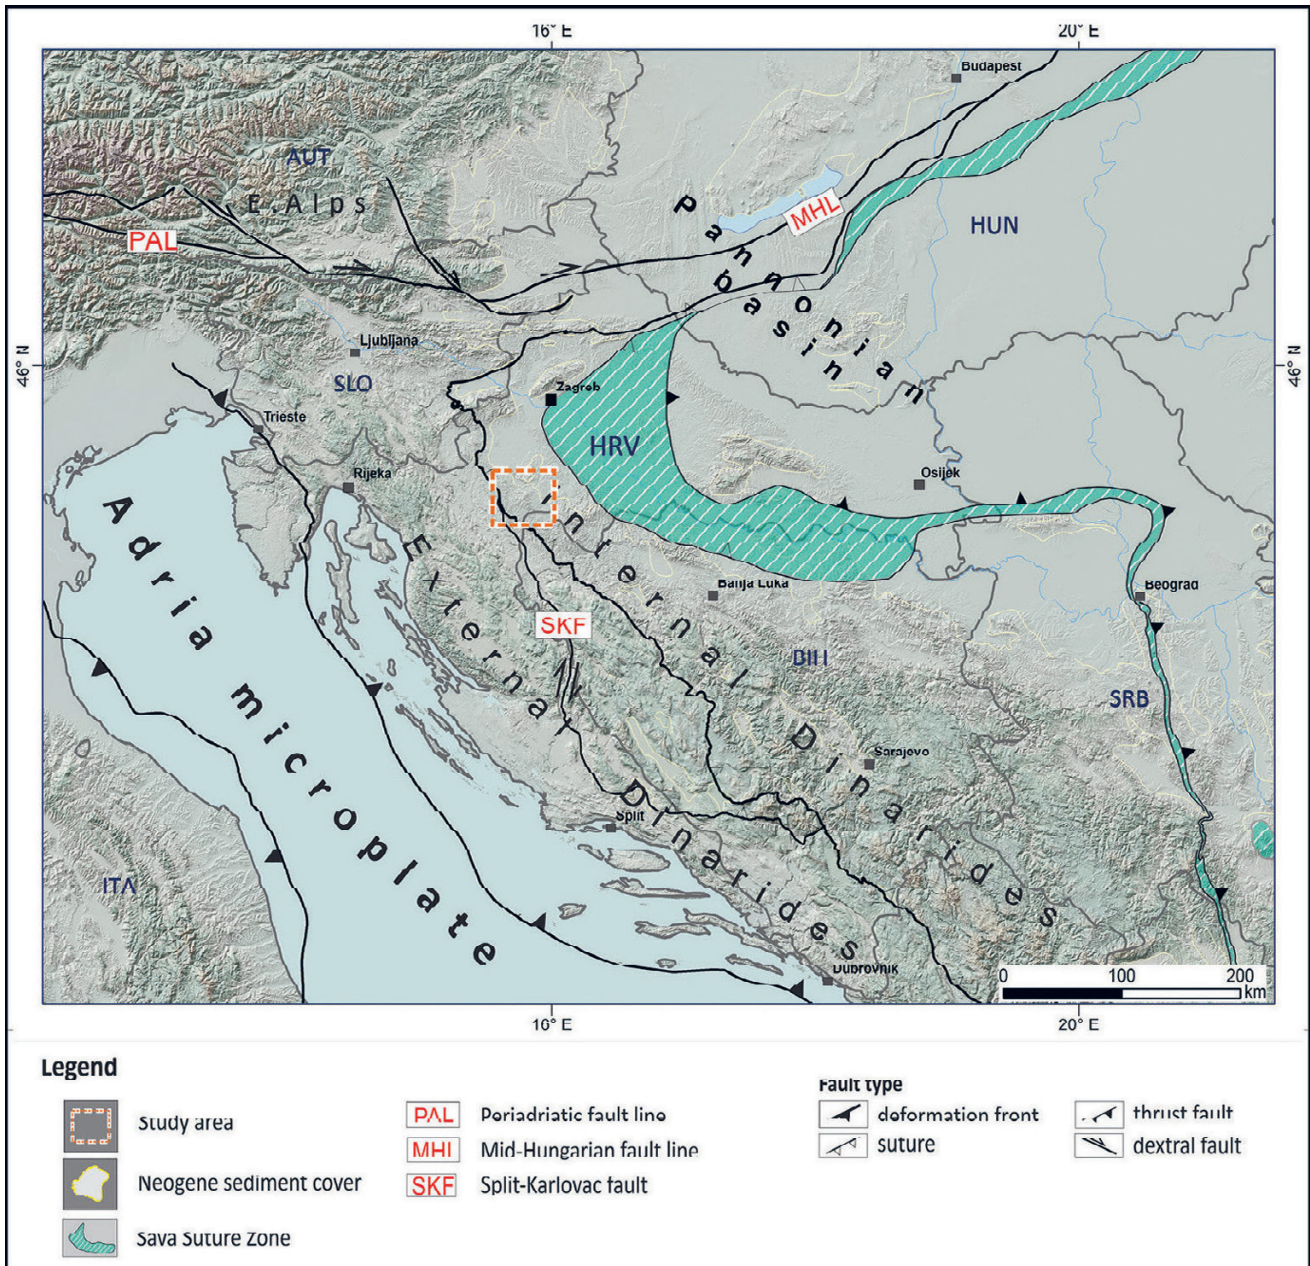 16° E 20° E
Budapest
AUT
E. Alps
PAL
MHL
HUN
Pannonian
basin
46° N 46° N
Ljubljana
SLO
Zagreb
Trieste
HRV
Rijeka
Osijek
Adria microplate
External Dinarides
Internal Dinarides
Banja Luka
Beograd
SKF
BIH
SRB
Sarajevo
Split
ITA
Dubrovnik
0 100 200
km
16° E 20° E
Legend
Study area
Neogene sediment cover
Sava Suture Zone
PAL Periadriatic fault line
MHL Mid-Hungarian fault line
SKF Split-Karlovac fault
Fault type
deformation front
suture
thrust fault
dextral fault